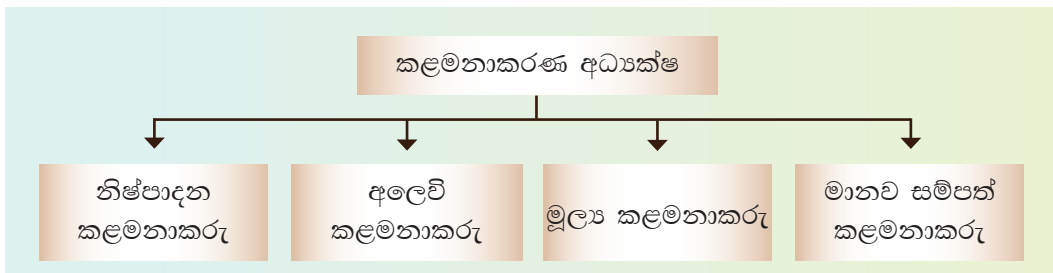 කළමනාකරණ අධ්‍යක්ෂ
නිෂ්පාදන
කළමනාකරු
අලෙවි
කළමනාකරු
මූල්‍ය කළමනාකරු
මානව සම්පත්
කළමනාකරු